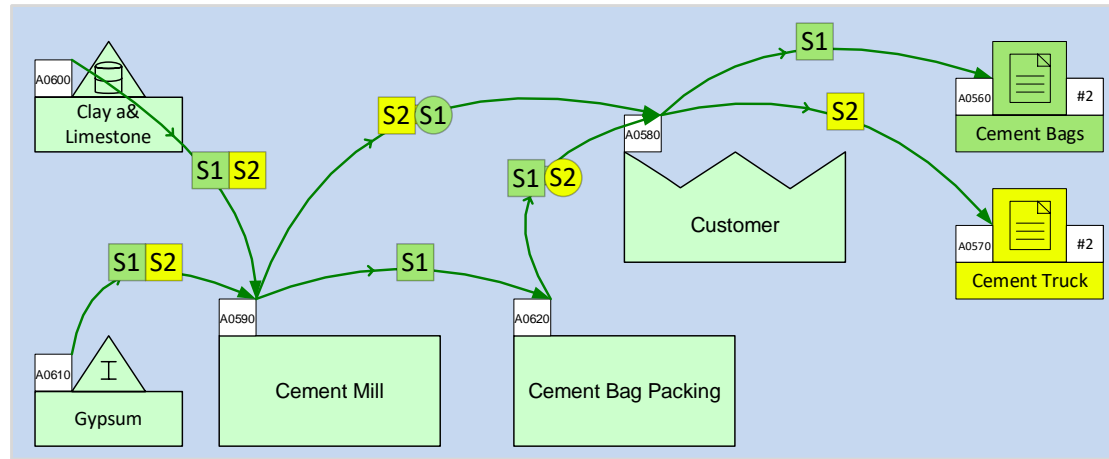 A0600
Clay a&
Limestone
S1 S2
S1 S2
A0610
I
Gypsum
S2 S1
A0590
Cement Mill
S1
S1 S2
A0620
Cement Bag Packing
A0580
Customer
S1
S2
A0560
#2
Cement Bags
A0570
#2
Cement Truck